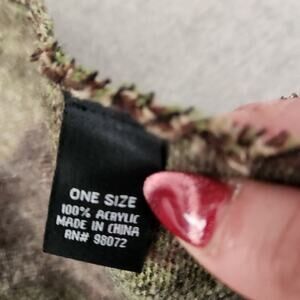 ONE SIZE
100% ACRYLIC
MADE IN CHINA
RN# 98072